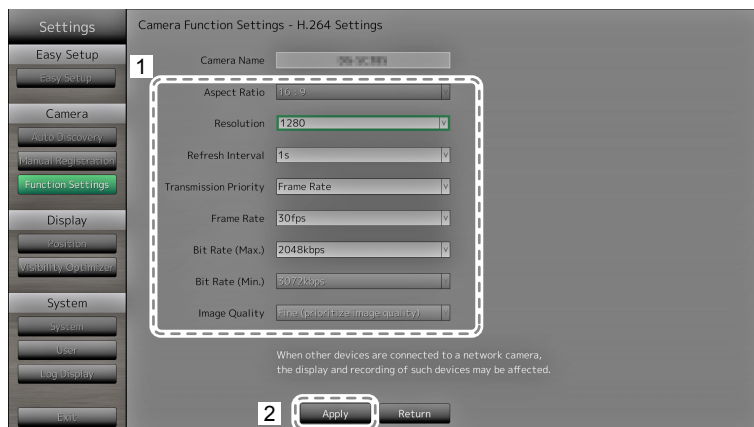 Settings
Camera Function Settings - H.264 Settings
Easy Setup
Easy Setup
Camera
Auto Discovery
Manual Registration
Function Settings
Display
Position
Visibility Optimizer
System
System
User
Log Display
Exit
1
Camera Name
Aspect Ratio 16 : 9
Resolution 1280
Refresh Interval 1s
Transmission Priority Frame Rate
Frame Rate 30fps
Bit Rate (Max.) 2048kbps
Bit Rate (Min.) 3072kbps
Image Quality Fine (prioritize image quality)
When other devices are connected to a network camera,
the display and recording of such devices may be affected.
2
Apply Return